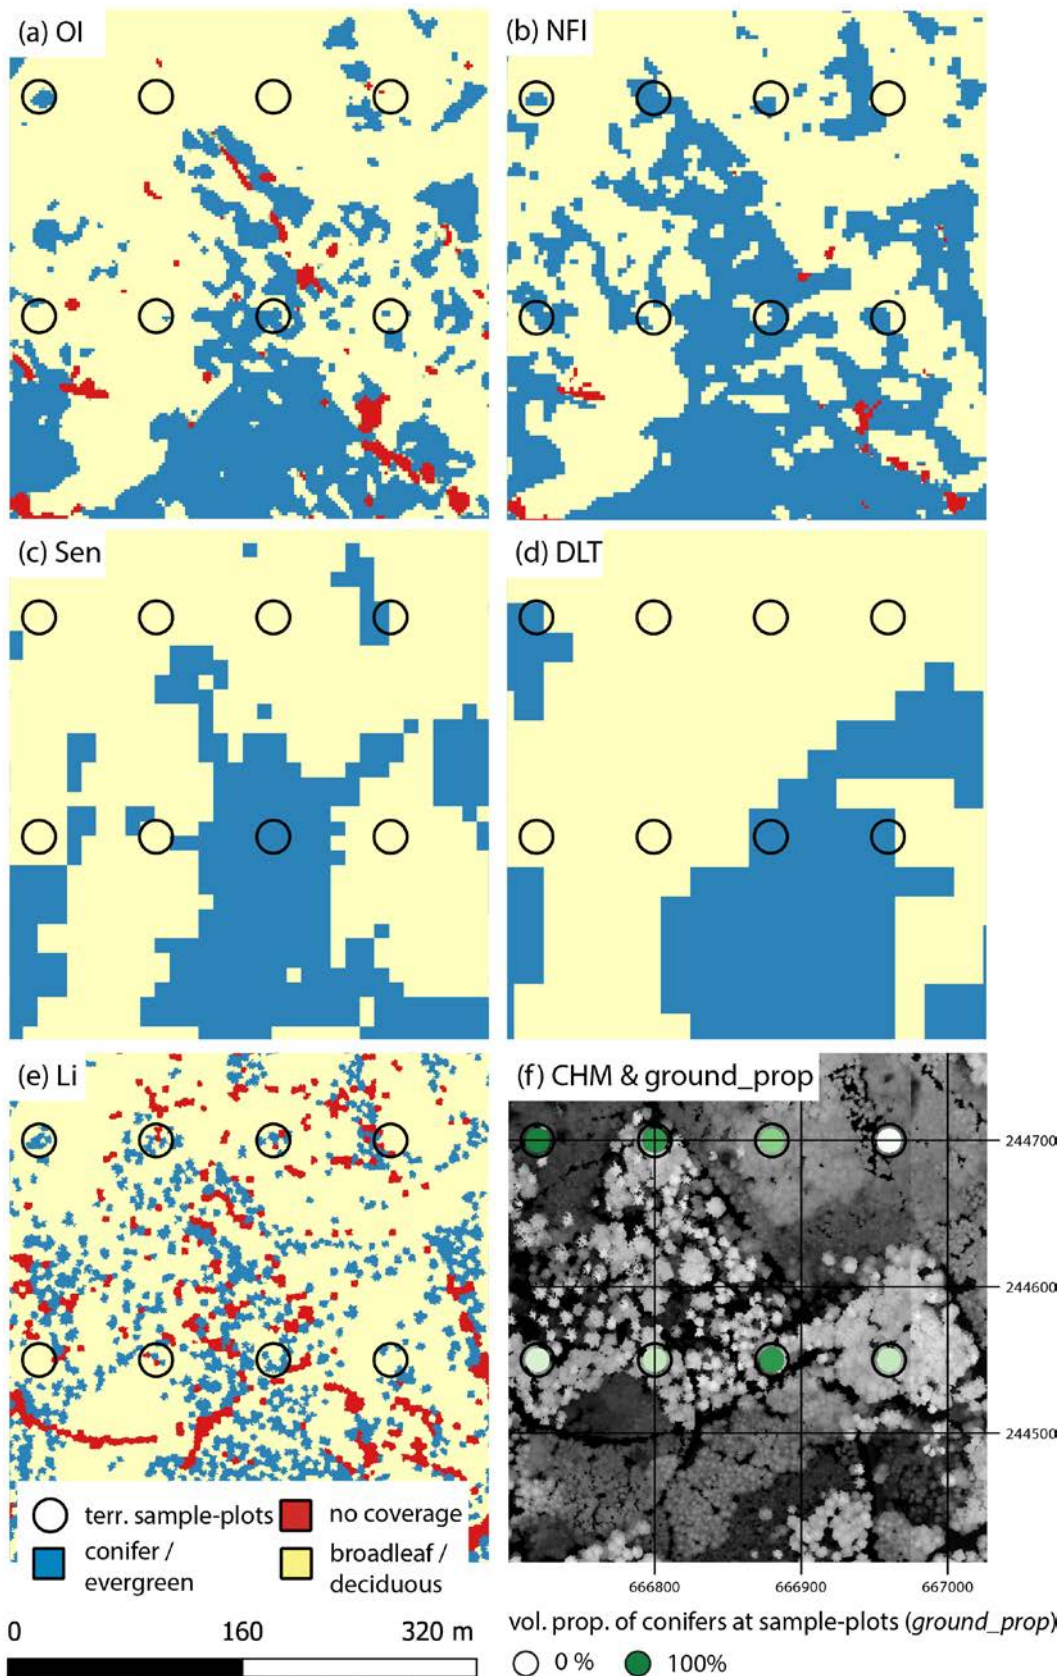 (a) OI
(b) NFI
(c) Sen
(d) DLT
(e) Li
(f) CHM & ground_prop
244700
244600
244500
terr. sample-plots
no coverage
conifer /
evergreen
broadleaf /
deciduous
666800
666900
667000
0
160
320 m
vol. prop. of conifers at sample-plots (ground_prop)
0 %
100%